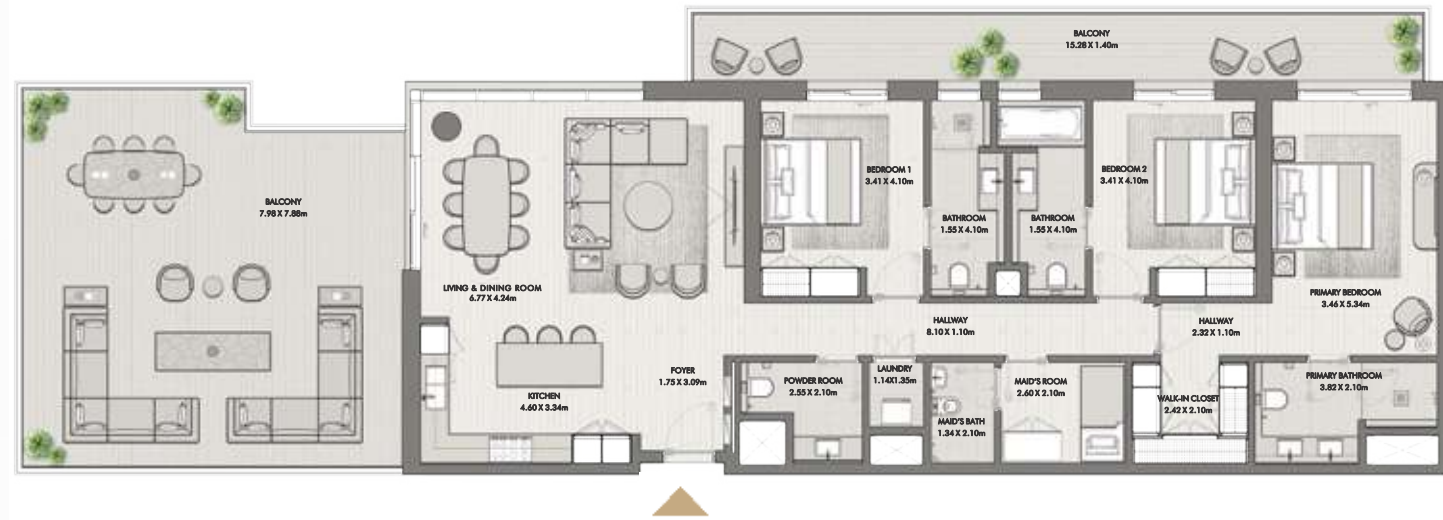 BALCONY
15.28 X 1.40m
BALCONY
7.98 X 7.88m
LIVING & DINING ROOM
6.77 X 4.24m
BEDROOM 1
3.41 X 4.10m
BATHROOM
1.55 X 4.10m
BATHROOM
1.55 X 4.10m
BEDROOM 2
3.41 X 4.10m
PRIMARY BEDROOM
3.46 X 5.34m
HALLWAY
8.10 X 1.10m
HALLWAY
2.32 X 1.10m
KITCHEN
4.60 X 3.34m
FOYER
1.75 X 3.09m
POWDER ROOM
2.55 X 2.10m
LAUNDRY
1.14X1.35m
MAID'S BATH
1.34 X 2.10m
MAID'S ROOM
2.60 X 2.10m
WALK-IN CLOSET
2.42 X 2.10m
PRIMARY BATHROOM
3.82 X 2.10m